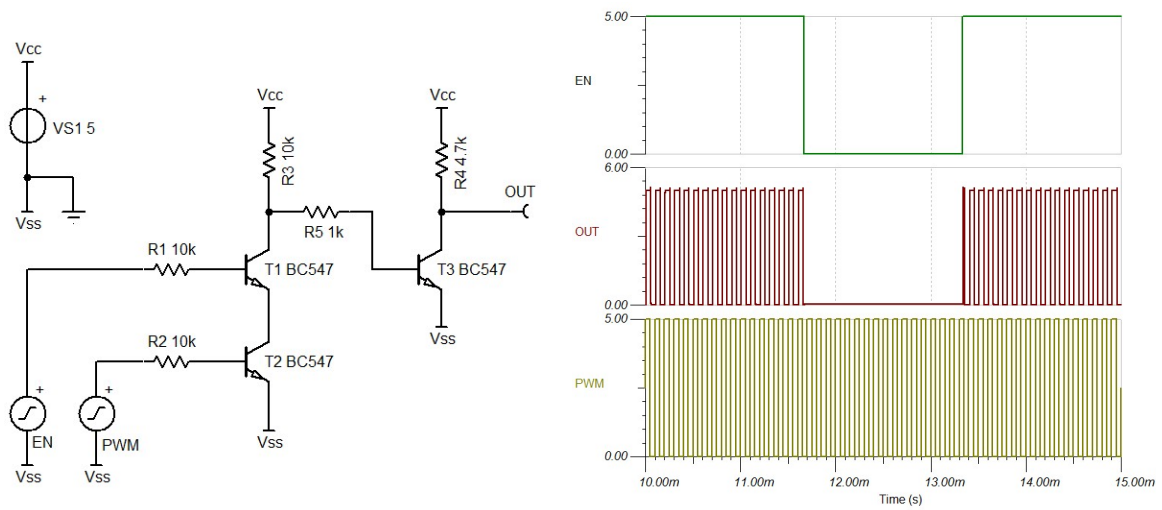 Vcc
+
VS1 5
Vss
Vcc
R3 10k
Vcc
R4 4.7k
OUT
R5 1k
R1 10k
T1 BC547
T3 BC547
Vss
R2 10k
T2 BC547
+
EN
Vss
+
PWM
Vss
Vss
5.00
EN
0.00
6.00
OUT
0.00
5.00
PWM
0.00
10.00m 11.00m 12.00m 13.00m 14.00m 15.00m
Time (s)